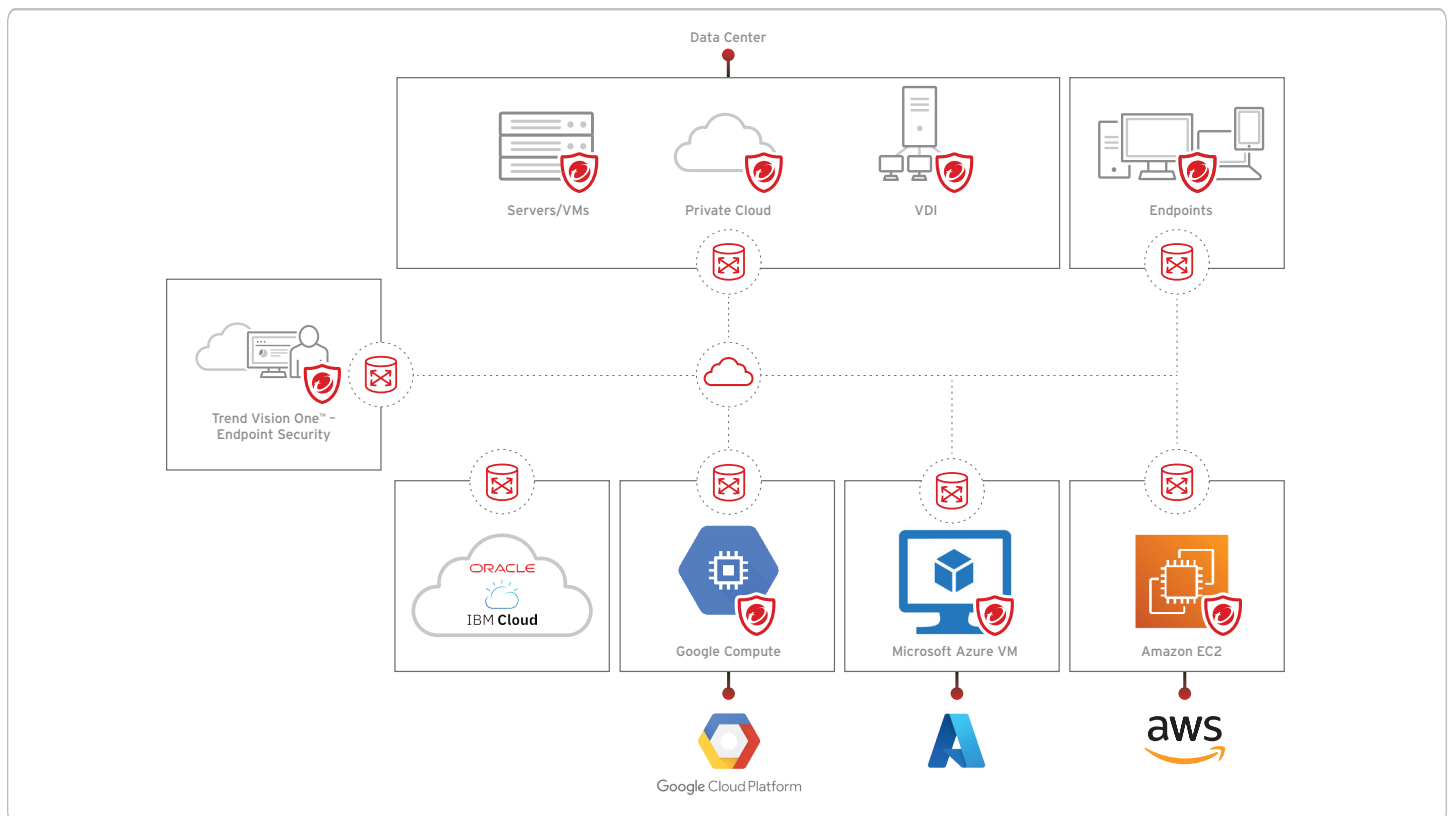 Data Center
Servers/VMs
Private Cloud
VDI
Endpoints
Trend Vision One™ –
Endpoint Security
ORACLE
IBM Cloud
Google Compute
Microsoft Azure VM
Amazon EC2
aws
Google Cloud Platform